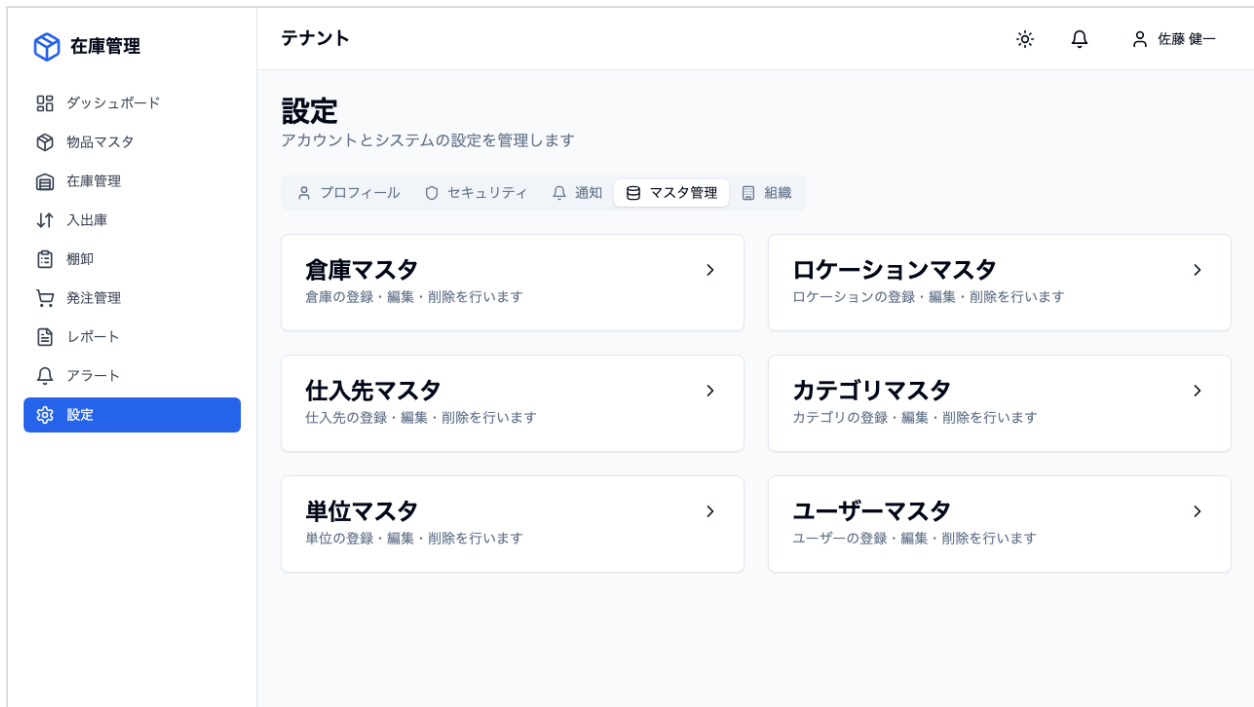 在庫管理
ダッシュボード
物品マスタ
在庫管理
入出庫
棚卸
発注管理
レポート
アラート
設定
テナント
佐藤 健一
設定
アカウントとシステムの設定を管理します
プロフィール
セキュリティ
通知
マスタ管理
組織
倉庫マスタ
倉庫の登録・編集・削除を行います
ロケーションマスタ
ロケーションの登録・編集・削除を行います
仕入先マスタ
仕入先の登録・編集・削除を行います
カテゴリマスタ
カテゴリの登録・編集・削除を行います
単位マスタ
単位の登録・編集・削除を行います
ユーザーマスタ
ユーザーの登録・編集・削除を行います